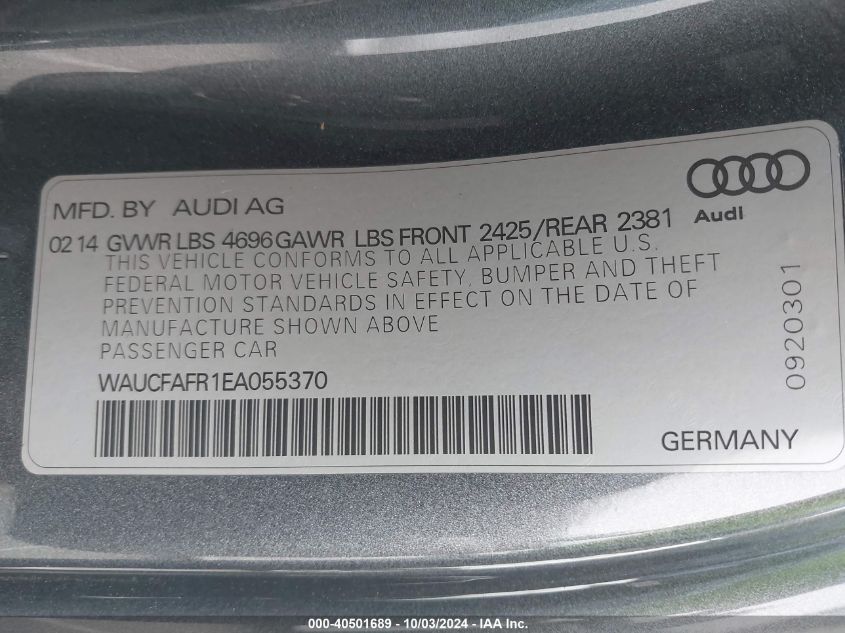 MFD. BY AUDI AG
Audi
02 14 GVWR LBS 4696 GAWR LBS FRONT 2425/REAR 2381
THIS VEHICLE CONFORMS TO ALL APPLICABLE U.S.
FEDERAL MOTOR VEHICLE SAFETY, BUMPER AND THEFT
PREVENTION STANDARDS IN EFFECT ON THE DATE OF
MANUFACTURE SHOWN ABOVE
PASSENGER CAR
WAUCFAFR1EA055370
0920301
GERMANY
000-40501689 - 10/03/2024 - IAA Inc.